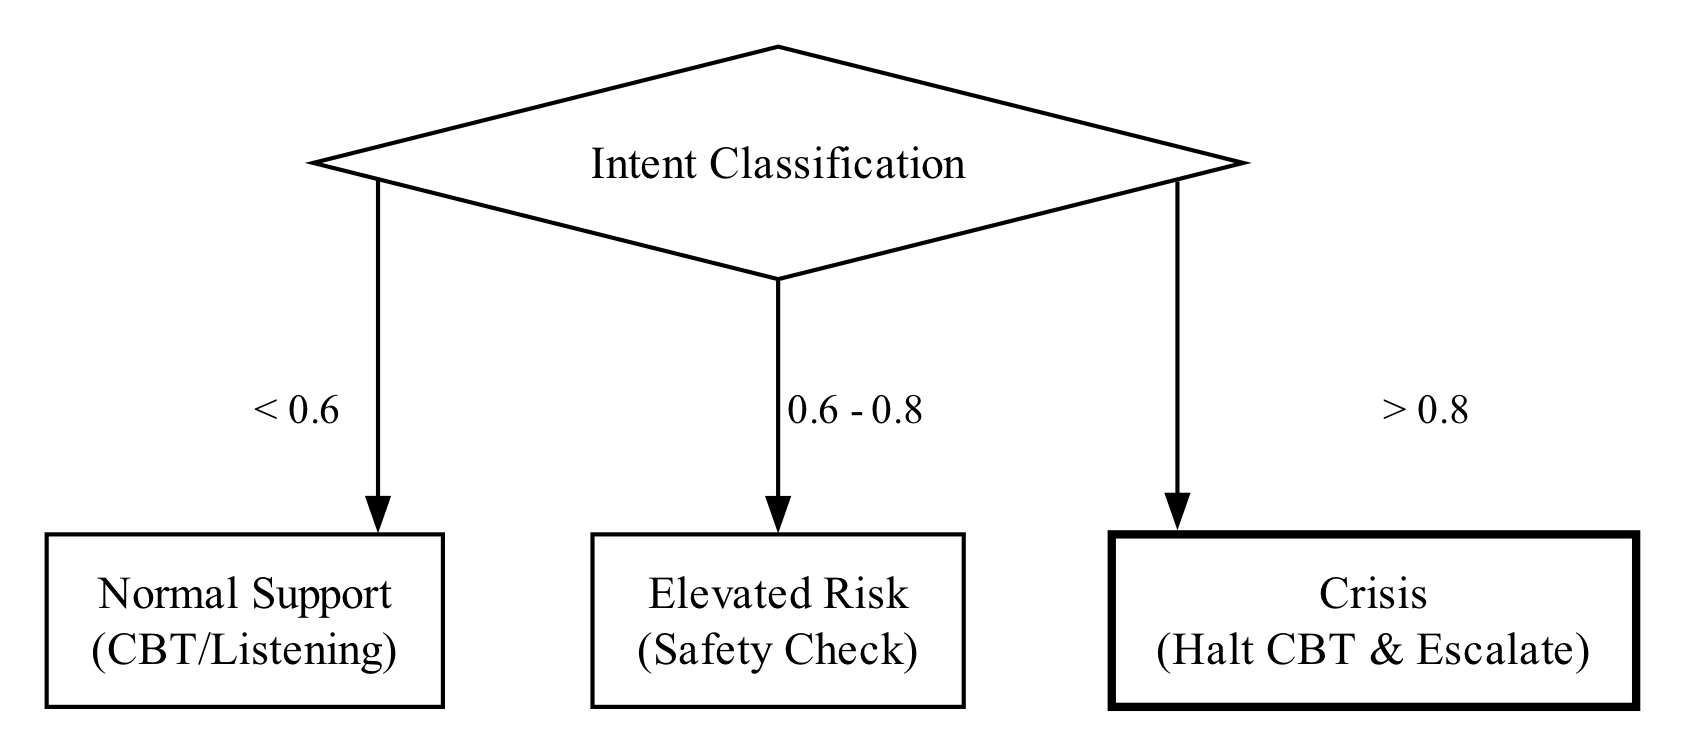 Intent Classification
< 0.6
0.6 - 0.8
> 0.8
Normal Support
(CBT/Listening)
Elevated Risk
(Safety Check)
Crisis
(Halt CBT & Escalate)